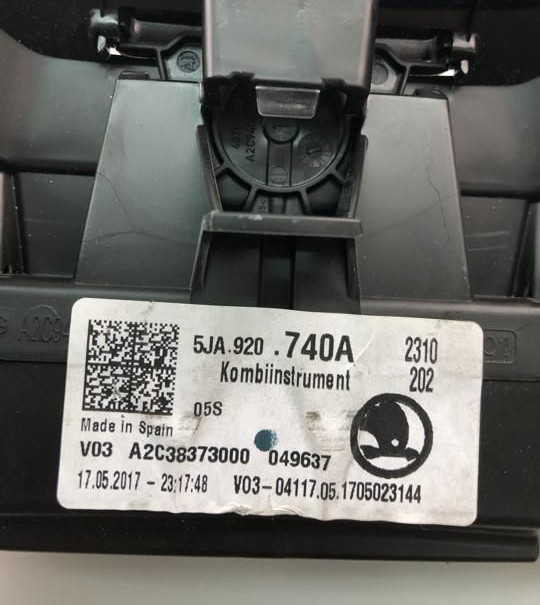 5JA.920 .740A 2310
Kombiinstrument 202
05S
Made in Spain
V03 A2C38373000 049637
17.05.2017 - 23:17:48 V03-04117.05.1705023144